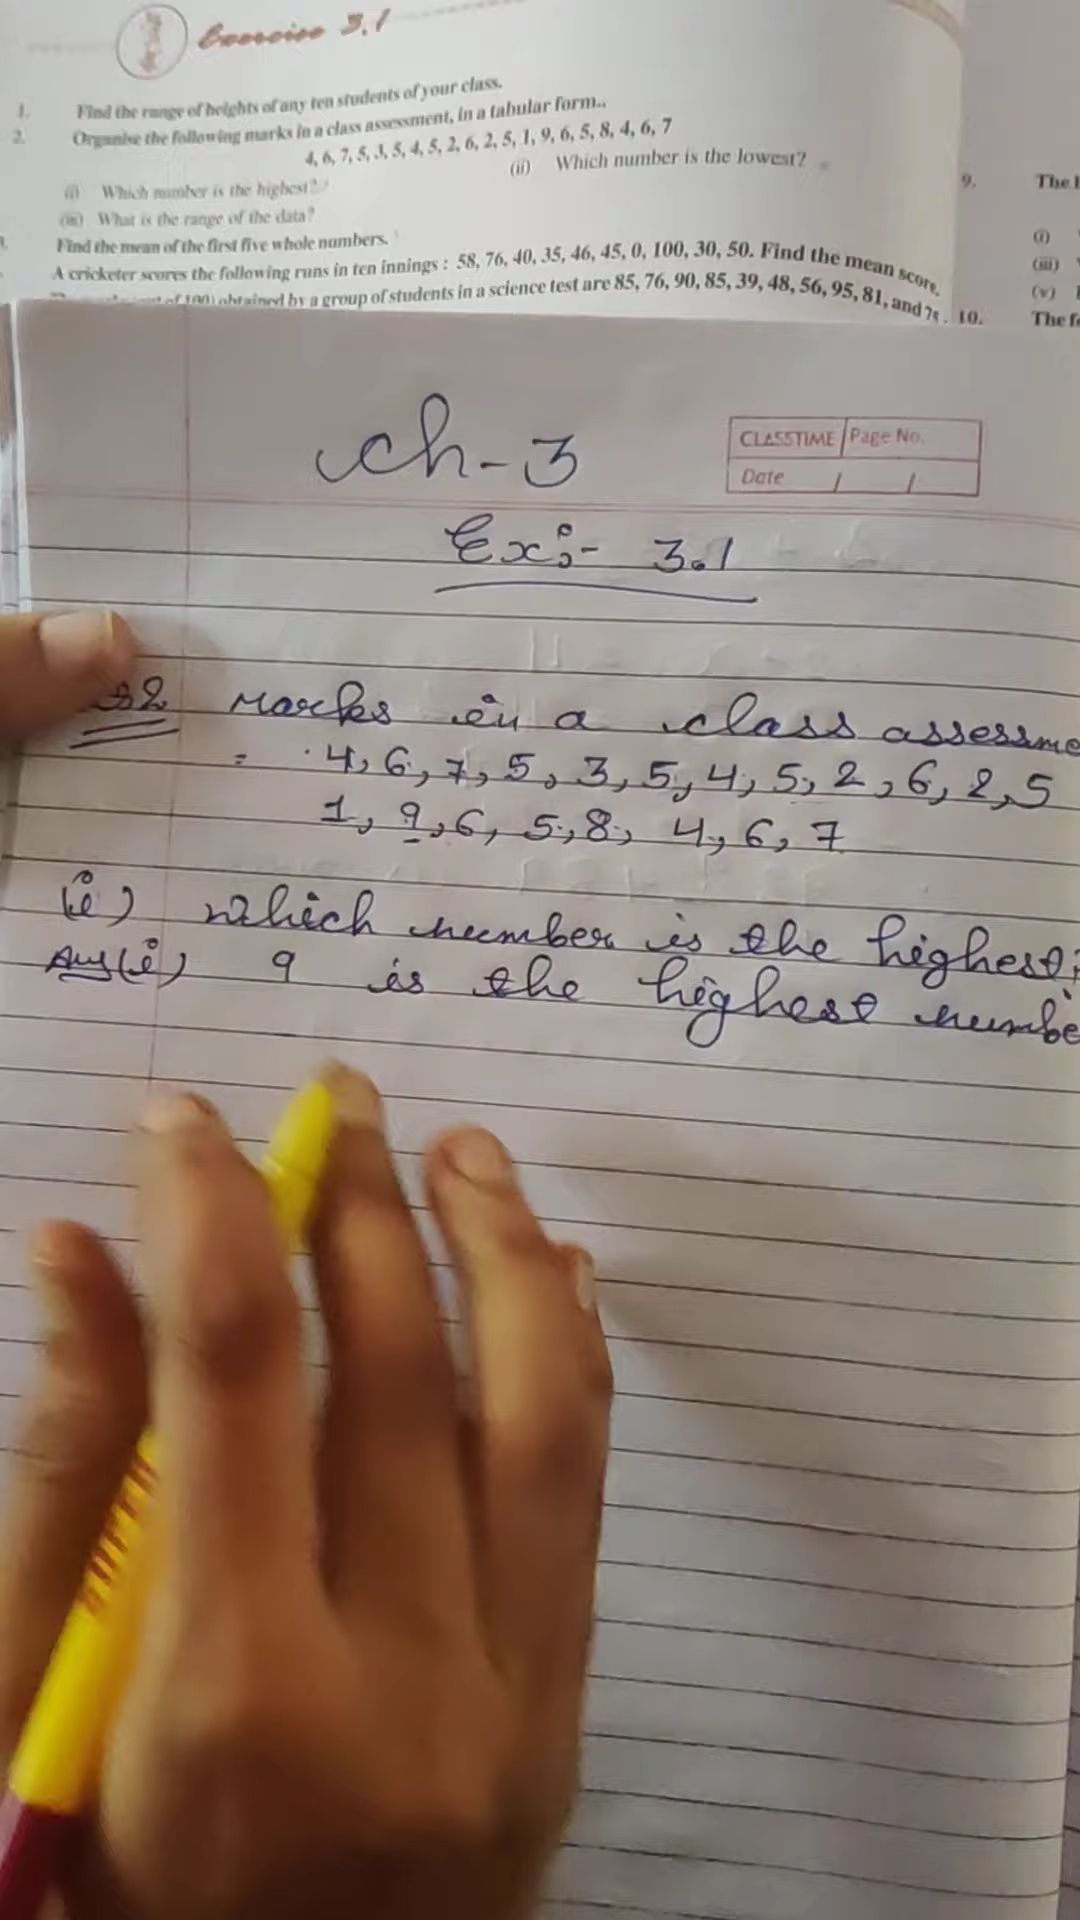 Exercise 3.1
1. Find the range of heights of any ten students of your class.
2. Organise the following marks in a class assessment, in a tabular form..
4, 6, 7, 5, 3, 5, 4, 5, 2, 6, 2, 5, 1, 9, 6, 5, 8, 4, 6, 7
(i) Which number is the highest? (ii) Which number is the lowest?
(iii) What is the range of the data?
Find the mean of the first five whole numbers.
A cricketer scores the following runs in ten innings : 58, 76, 40, 35, 46, 45, 0, 100, 30, 50. Find the mean score.
of 100) obtained by a group of students in a science test are 85, 76, 90, 85, 39, 48, 56, 95, 81, and
9. The
(i)
(iii)
(v)
10. The
Ch-3
CLASSTIME Page No.
Date / /
Ex:- 3.1
2 Marks in a class assessme
= 4, 6, 7, 5, 3, 5, 4, 5, 2, 6, 2, 5
1, 9, 6, 5, 8, 4, 6, 7
(i) which number is the highest
Ans (i) 9 is the highest numbe